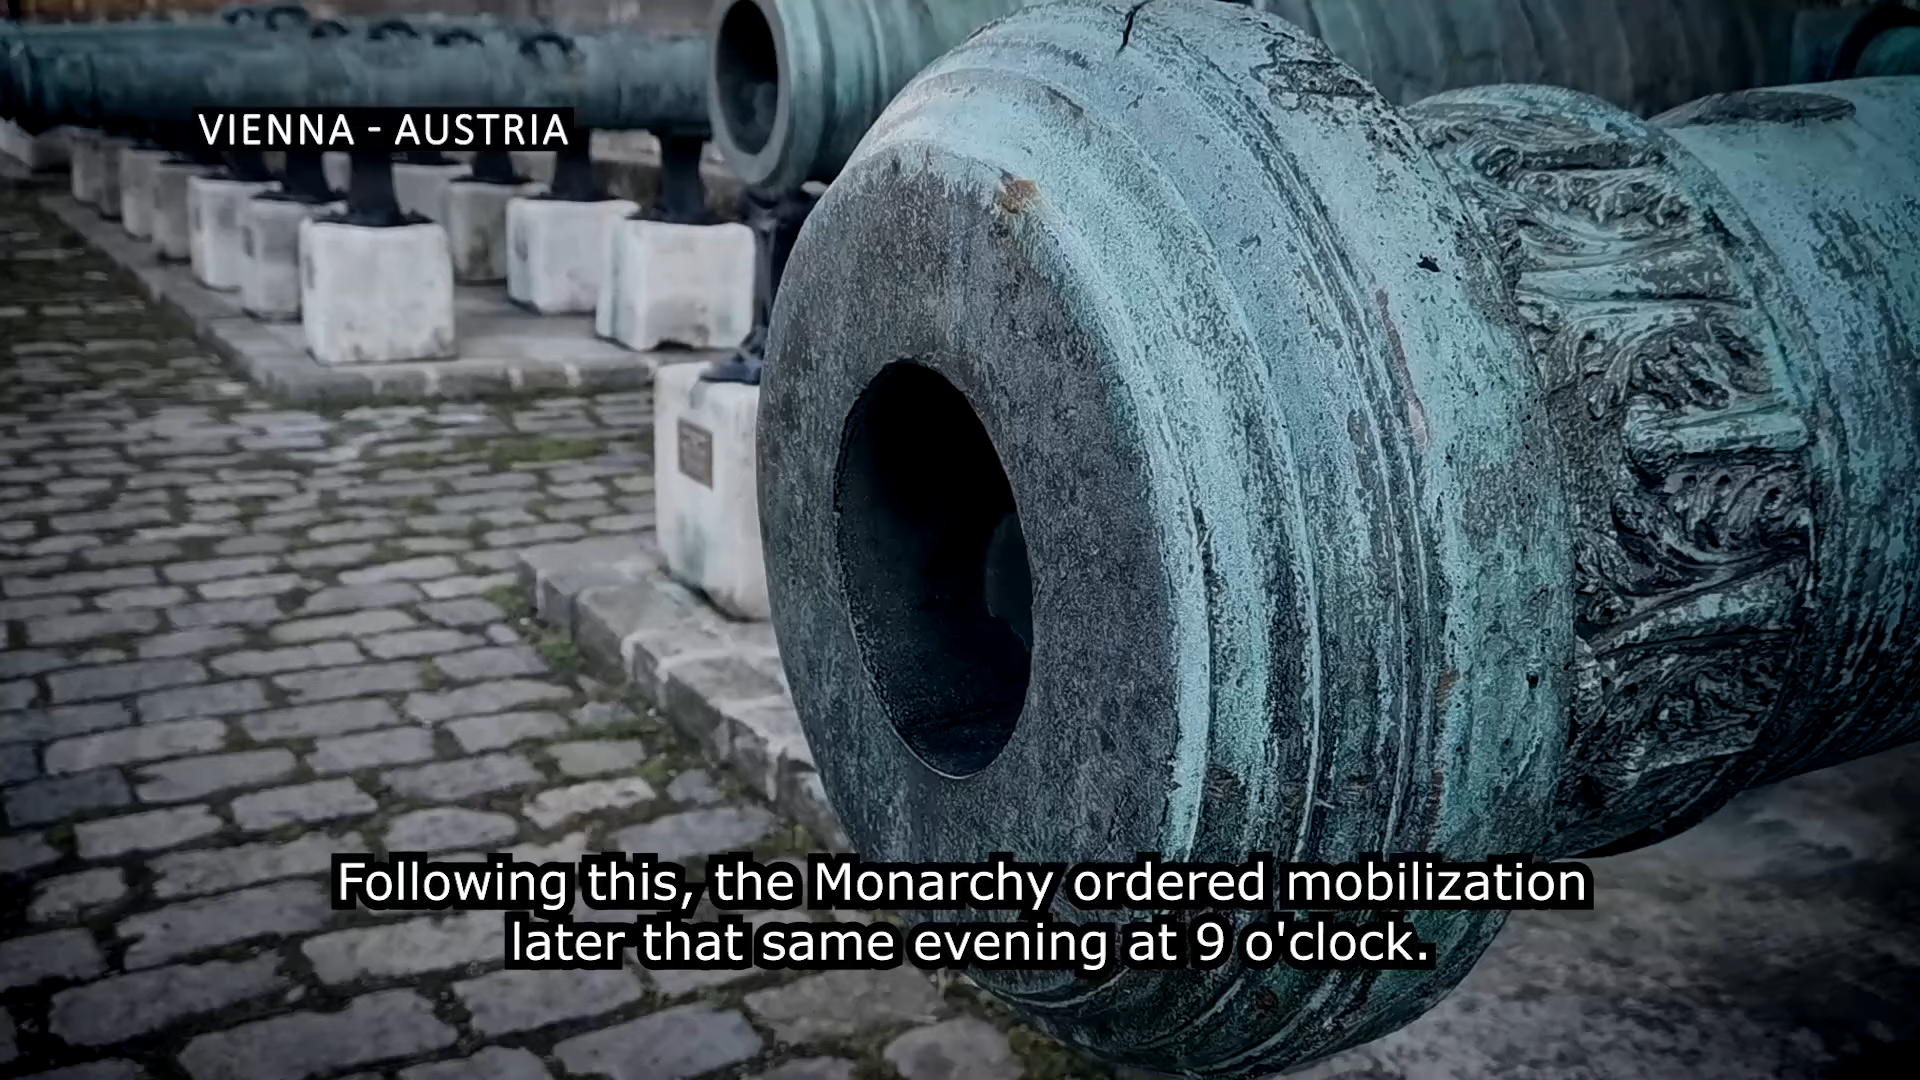 VIENNA - AUSTRIA
Following this, the Monarchy ordered mobilization
later that same evening at 9 o'clock.